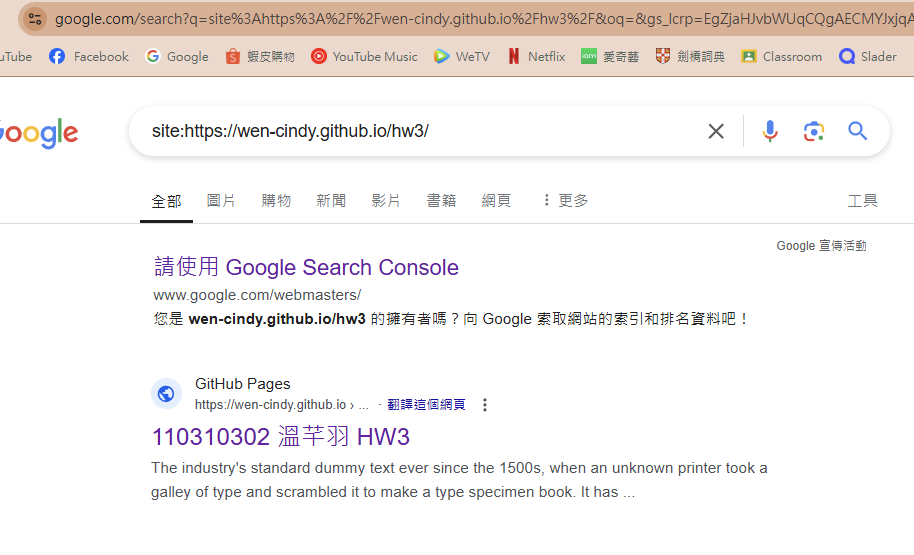 google.com/search?q=site%3Ahttps%3A%2F%2Fwen-cindy.github.io%2Fhw3%2F&oq=&gs_lcrp=EgZjaHJvbWUqCQgAECMYJxjqA
uTube Facebook Google 蝦皮購物 YouTube Music WeTV Netflix 愛奇藝 劍橋詞典 Classroom Slader
oogle
site:https://wen-cindy.github.io/hw3/
全部 圖片 購物 新聞 影片 書籍 網頁 更多 工具
Google 宣傳活動
請使用 Google Search Console
www.google.com/webmasters/
您是 wen-cindy.github.io/hw3 的擁有者嗎？向 Google 索取網站的索引和排名資料吧！
GitHub Pages
https://wen-cindy.github.io › ... · 翻譯這個網頁
110310302 溫芊羽 HW3
The industry's standard dummy text ever since the 1500s, when an unknown printer took a
galley of type and scrambled it to make a type specimen book. It has ...